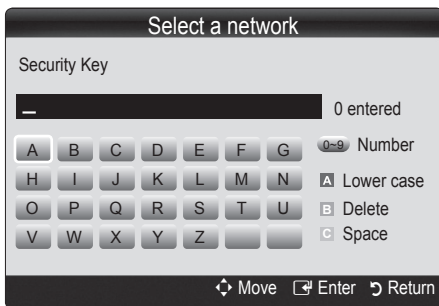 Select a network
Security Key
_ 0 entered
A B C D E F G 0~9 Number
H I J K L M N A Lower case
O P Q R S T U B Delete
V W X Y Z C Space
Move Enter Return